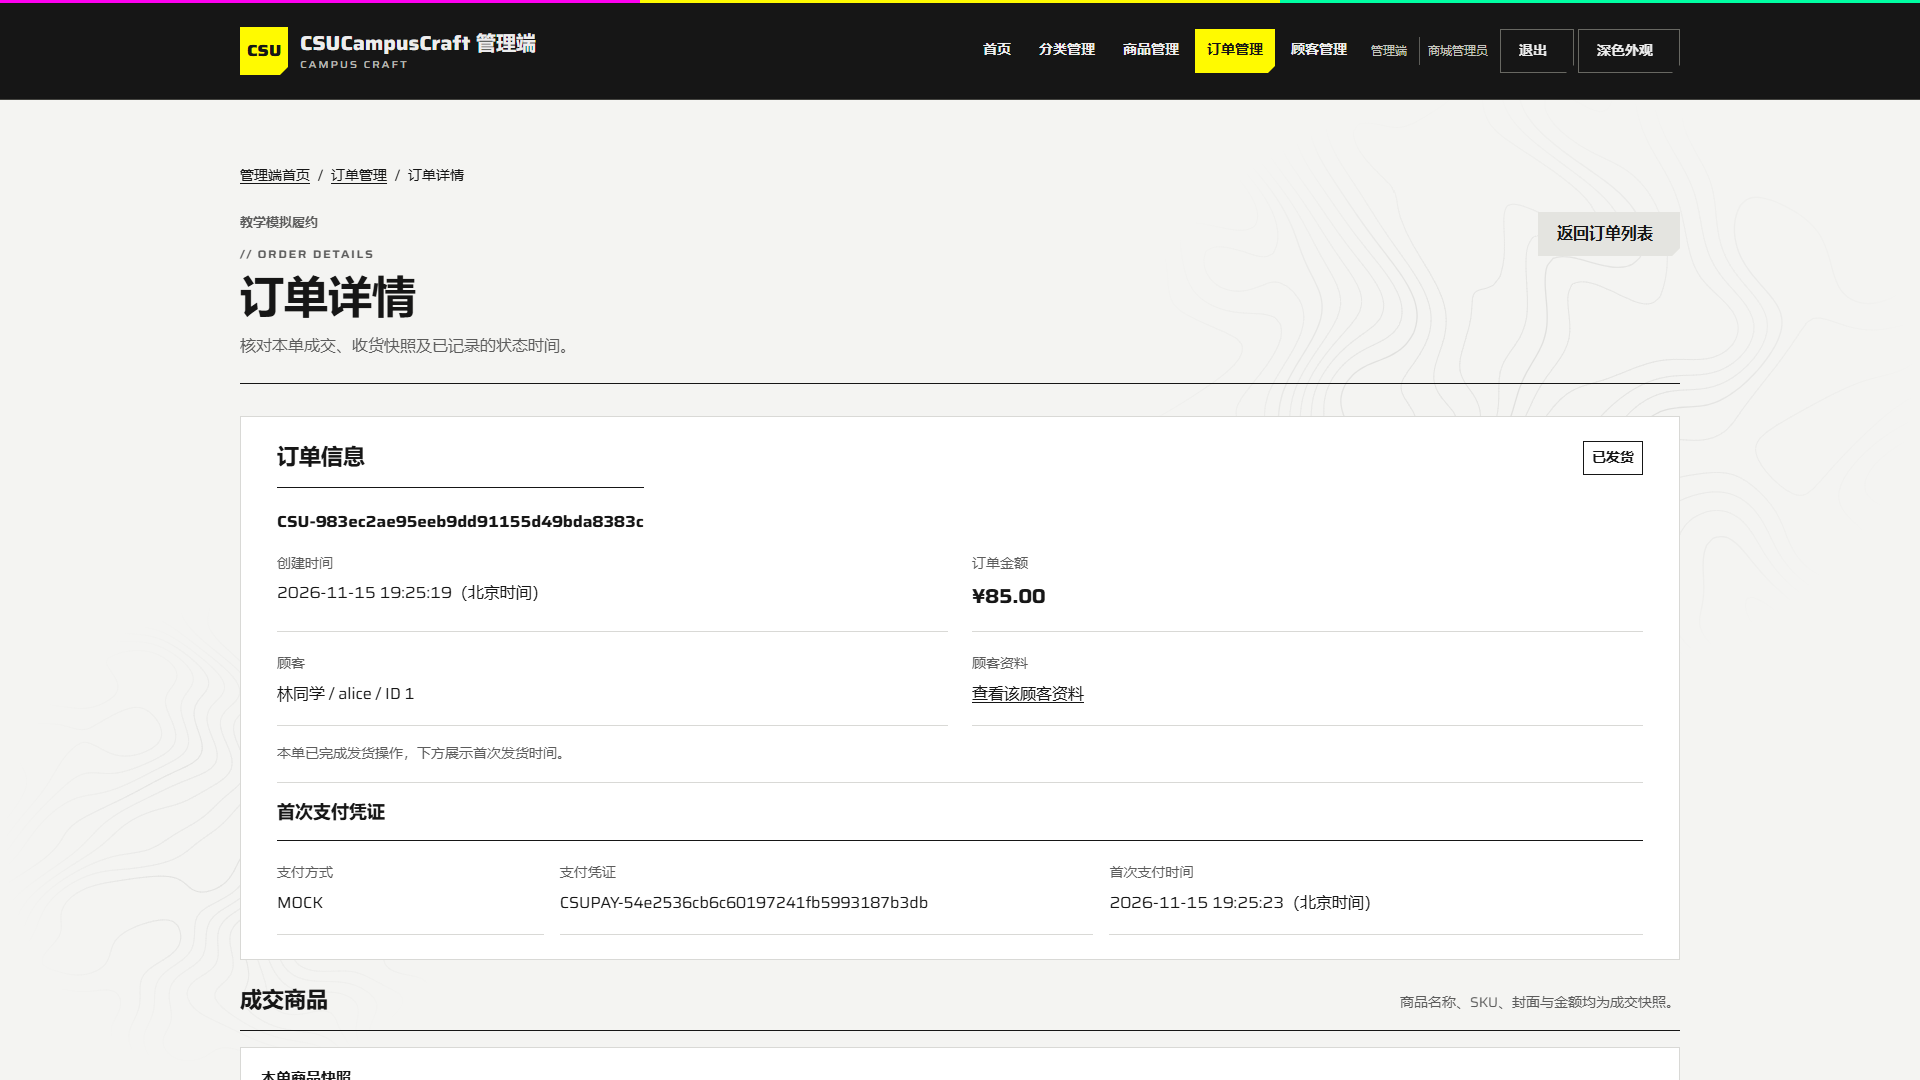 CSU
CSUCampusCraft 管理端
CAMPUS CRAFT
首页
分类管理
商品管理
订单管理
顾客管理
管理端
商城管理员
退出
深色外观
管理端首页 / 订单管理 / 订单详情
教学模拟履约
// ORDER DETAILS
订单详情
核对本单成交、收货快照及已记录的状态时间。
返回订单列表
订单信息
已发货
CSU-983ec2ae95eeb9dd91155d49bda8383c
创建时间
2026-11-15 19:25:19（北京时间）
订单金额
¥85.00
顾客
林同学 / alice / ID 1
顾客资料
查看该顾客资料
本单已完成发货操作，下方展示首次发货时间。
首次支付凭证
支付方式
MOCK
支付凭证
CSUPAY-54e2536cb6c60197241fb5993187b3db
首次支付时间
2026-11-15 19:25:23（北京时间）
成交商品
商品名称、SKU、封面与金额均为成交快照。
本单商品快照